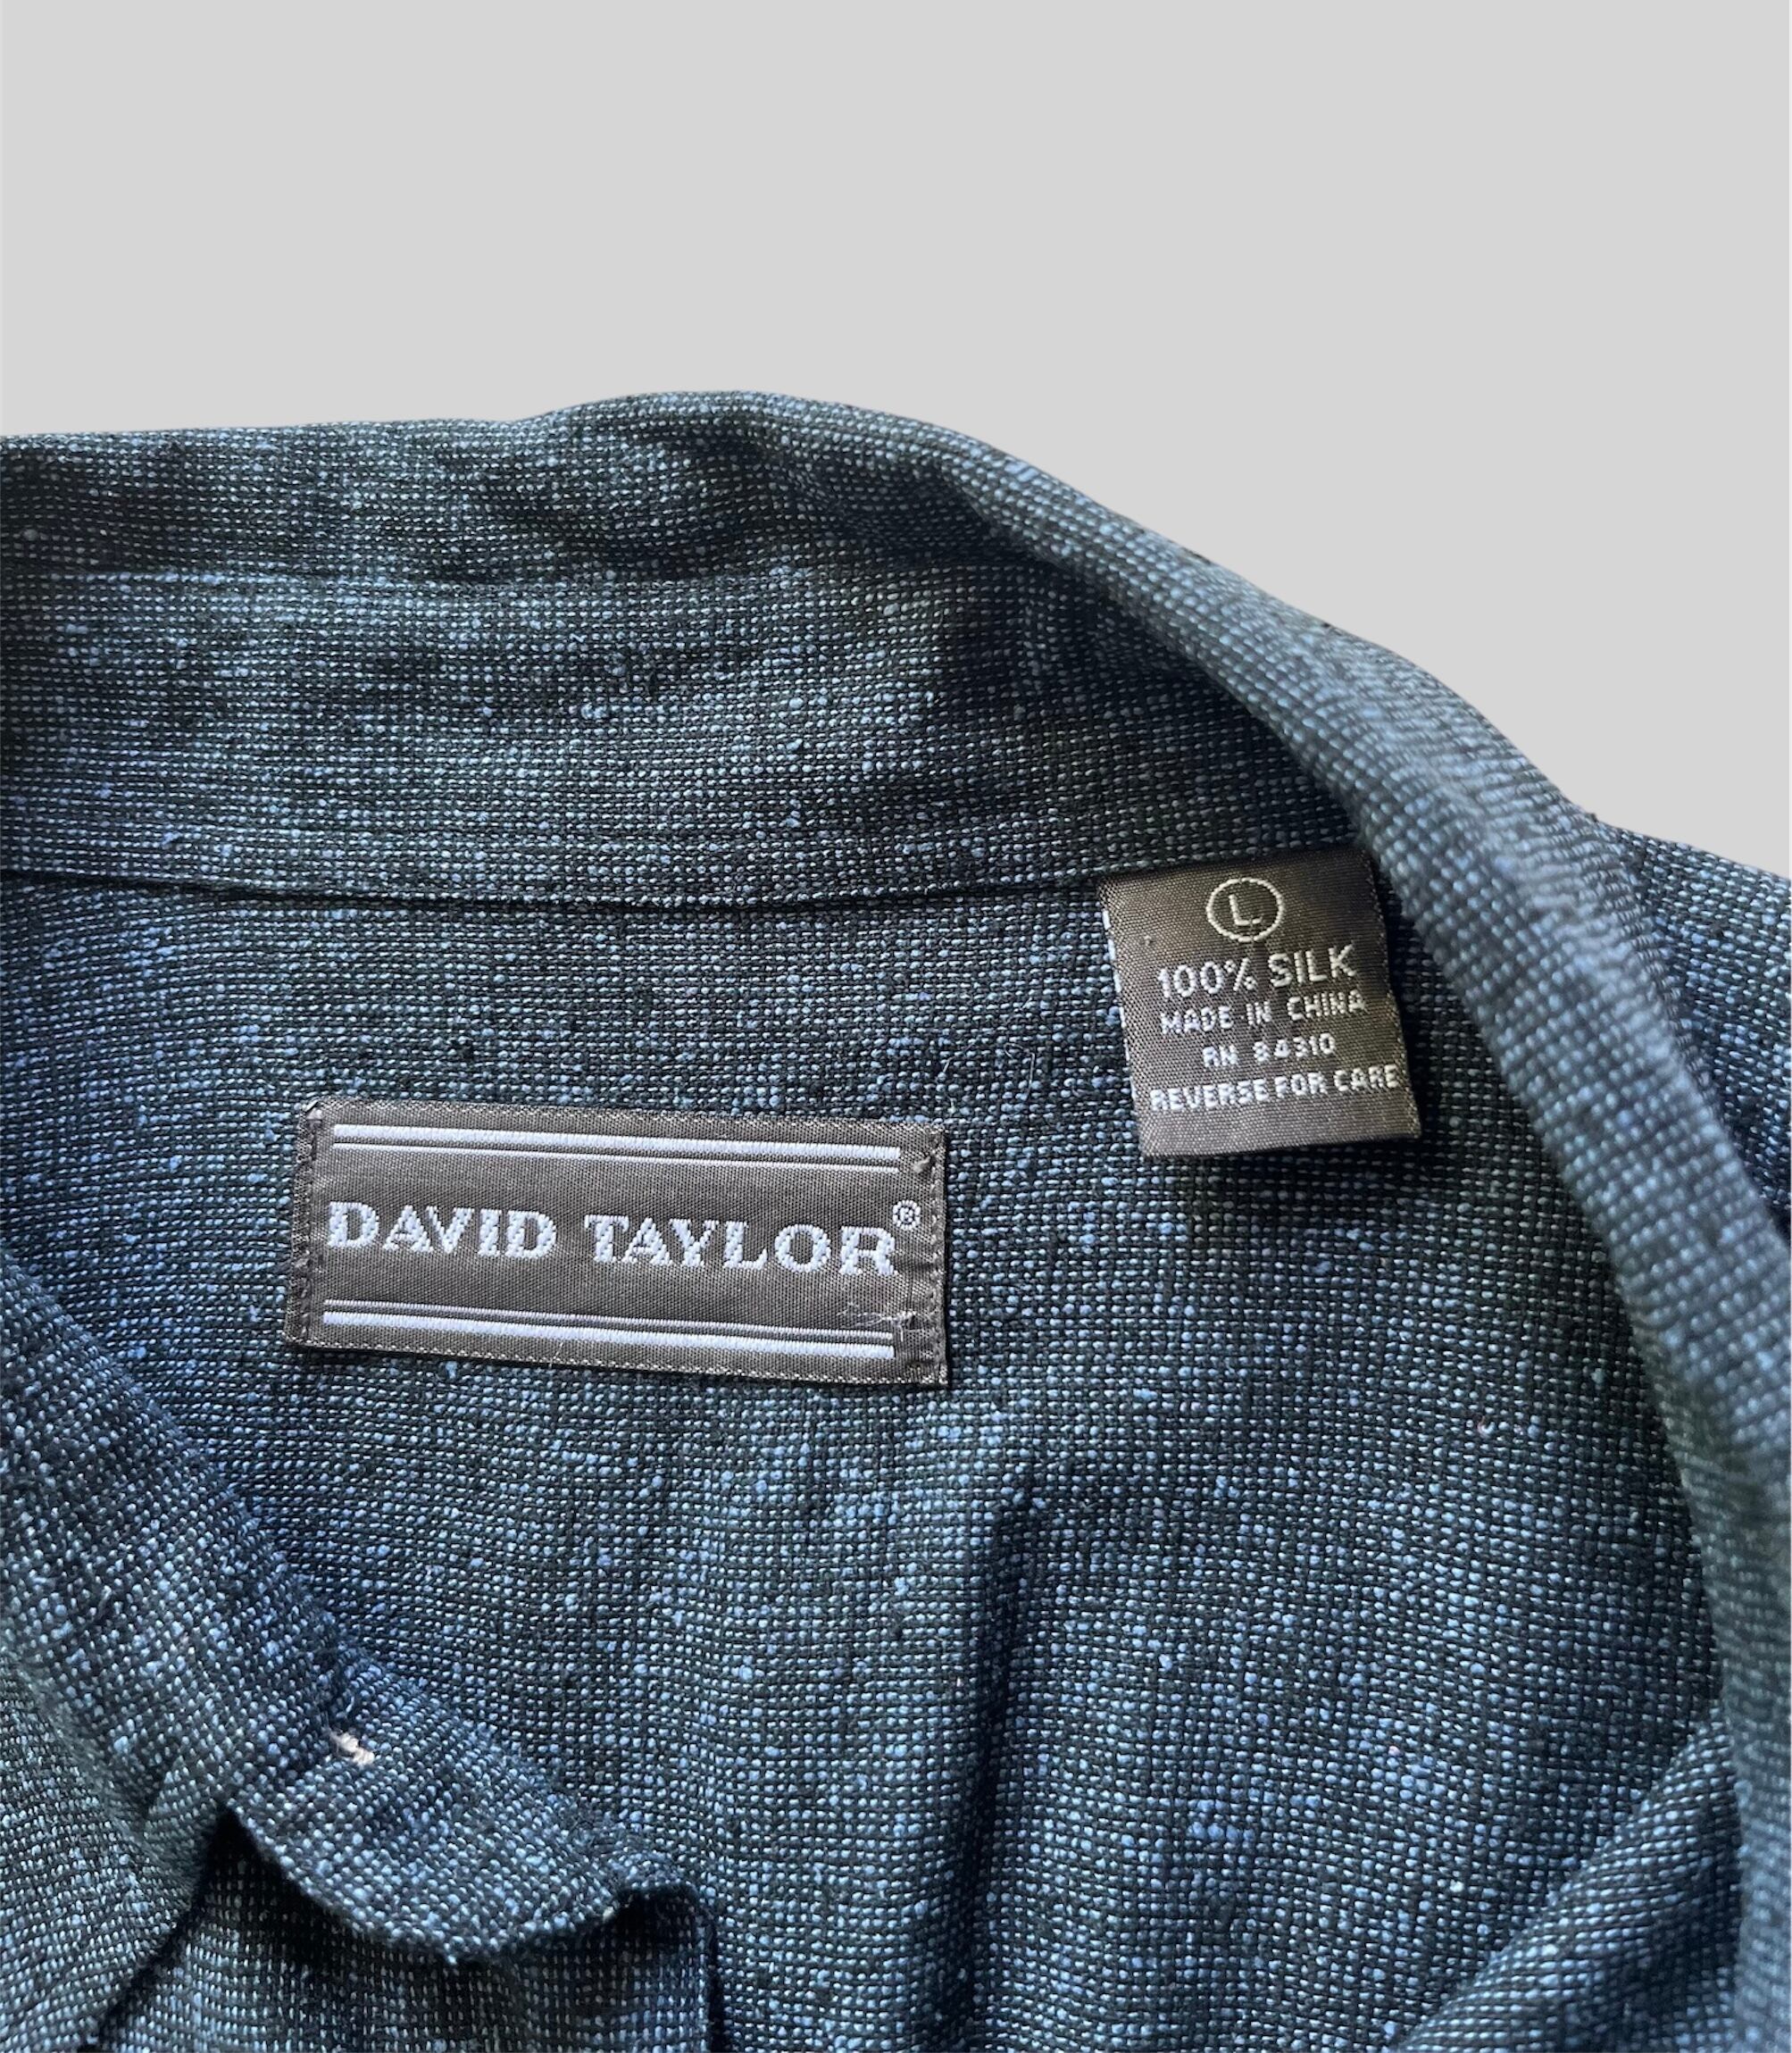 L
100% SILK
MADE IN CHINA
RN 84310
REVERSE FOR CARE
DAVID TAYLOR®